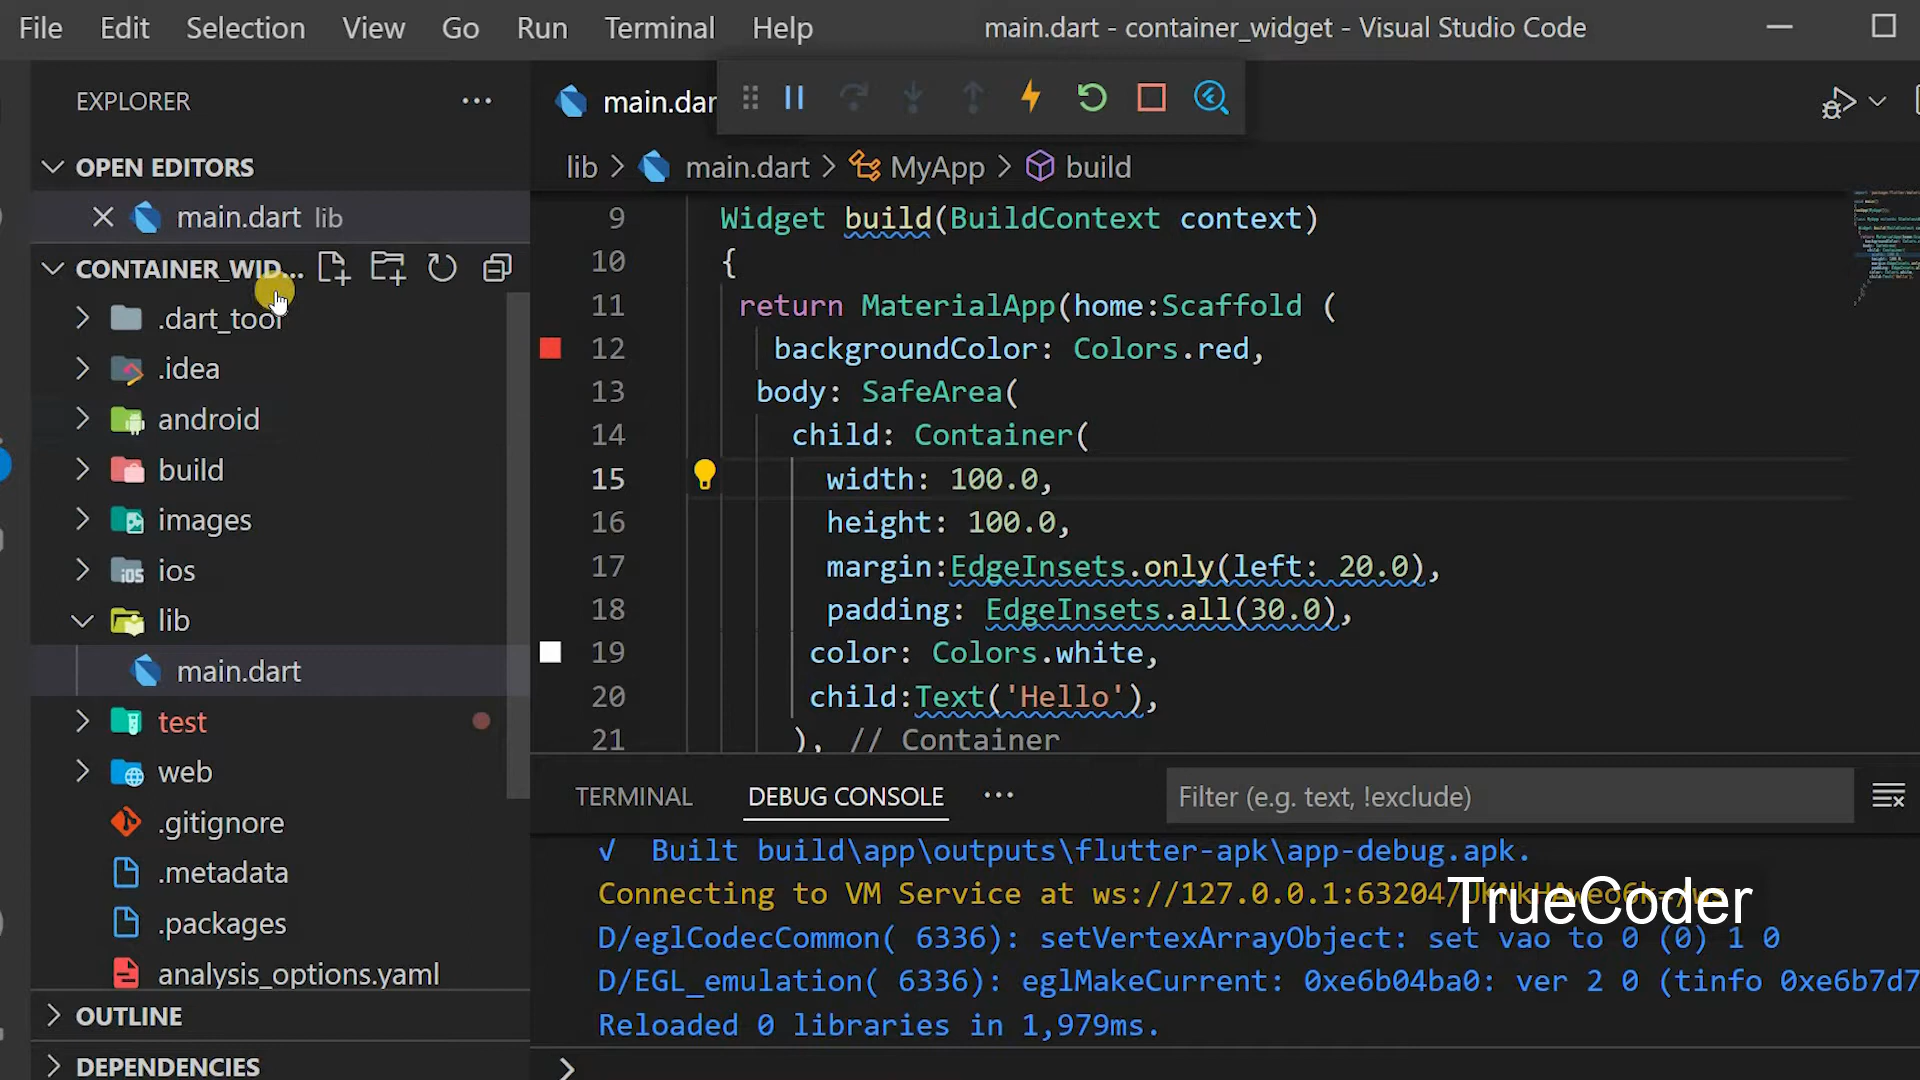 File Edit Selection View Go Run Terminal Help main.dart - container_widget - Visual Studio Code
EXPLORER
OPEN EDITORS
main.dart lib
CONTAINER_WID...
.dart_tool
.idea
android
build
images
ios
lib
main.dart
test
web
.gitignore
.metadata
.packages
analysis_options.yaml
OUTLINE
DEPENDENCIES
main.dar
lib > main.dart > MyApp > build
9 Widget build(BuildContext context)
10 {
11 return MaterialApp(home:Scaffold (
12 backgroundColor: Colors.red,
13 body: SafeArea(
14 child: Container(
15 width: 100.0,
16 height: 100.0,
17 margin:EdgeInsets.only(left: 20.0),
18 padding: EdgeInsets.all(30.0),
19 color: Colors.white,
20 child:Text('Hello'),
21 ), // Container
TERMINAL DEBUG CONSOLE ... Filter (e.g. text, !exclude)
√ Built build\app\outputs\flutter-apk\app-debug.apk.
Connecting to VM Service at ws://127.0.0.1:63204/
TrueCoder
D/eglCodecCommon( 6336): setVertexArrayObject: set vao to 0 (0) 1 0
D/EGL_emulation( 6336): eglMakeCurrent: 0xe6b04ba0: ver 2 0 (tinfo 0xe6b7d7
Reloaded 0 libraries in 1,979ms.
>